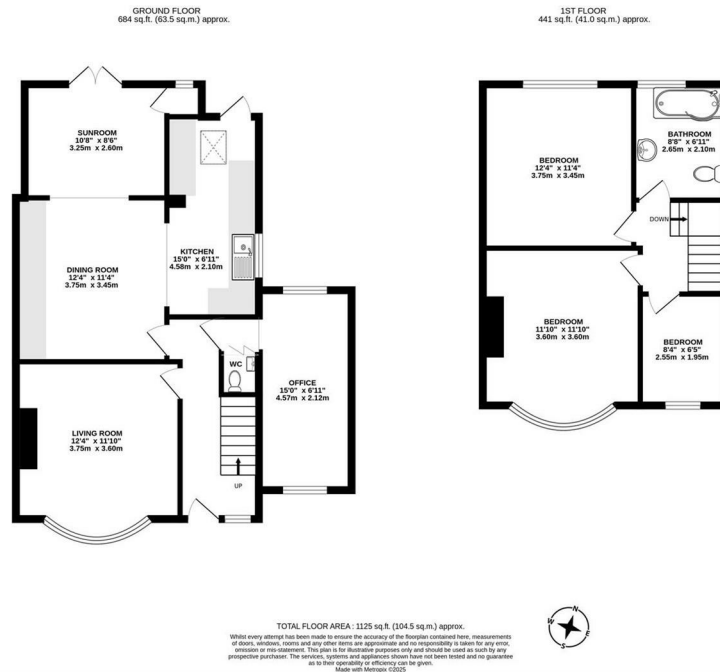 GROUND FLOOR
684 sq.ft. (63.5 sq.m.) approx.
SUNROOM
10'8" x 8'6"
3.25m x 2.60m
KITCHEN
15'0" x 6'11"
4.58m x 2.10m
DINING ROOM
12'4" x 11'4"
3.75m x 3.45m
WC
OFFICE
15'0" x 6'11"
4.57m x 2.12m
LIVING ROOM
12'4" x 11'10"
3.75m x 3.60m
UP
1ST FLOOR
441 sq.ft. (41.0 sq.m.) approx.
BEDROOM
12'4" x 11'4"
3.75m x 3.45m
BATHROOM
8'8" x 6'11"
2.65m x 2.10m
DOWN
BEDROOM
11'10" x 11'10"
3.60m x 3.60m
BEDROOM
8'4" x 6'5"
2.55m x 1.95m
TOTAL FLOOR AREA : 1125 sq.ft. (104.5 sq.m.) approx.
Whilst every attempt has been made to ensure the accuracy of the floorplan contained here, measurements
of doors, windows, rooms and any other items are approximate and no responsibility is taken for any error,
omission or mis-statement. This plan is for illustrative purposes only and should be used as such by any
prospective purchaser. The services, systems and appliances shown have not been tested and no guarantee
as to their operability or efficiency can be given.
Made with Metropix ©2025
N
W
E
S